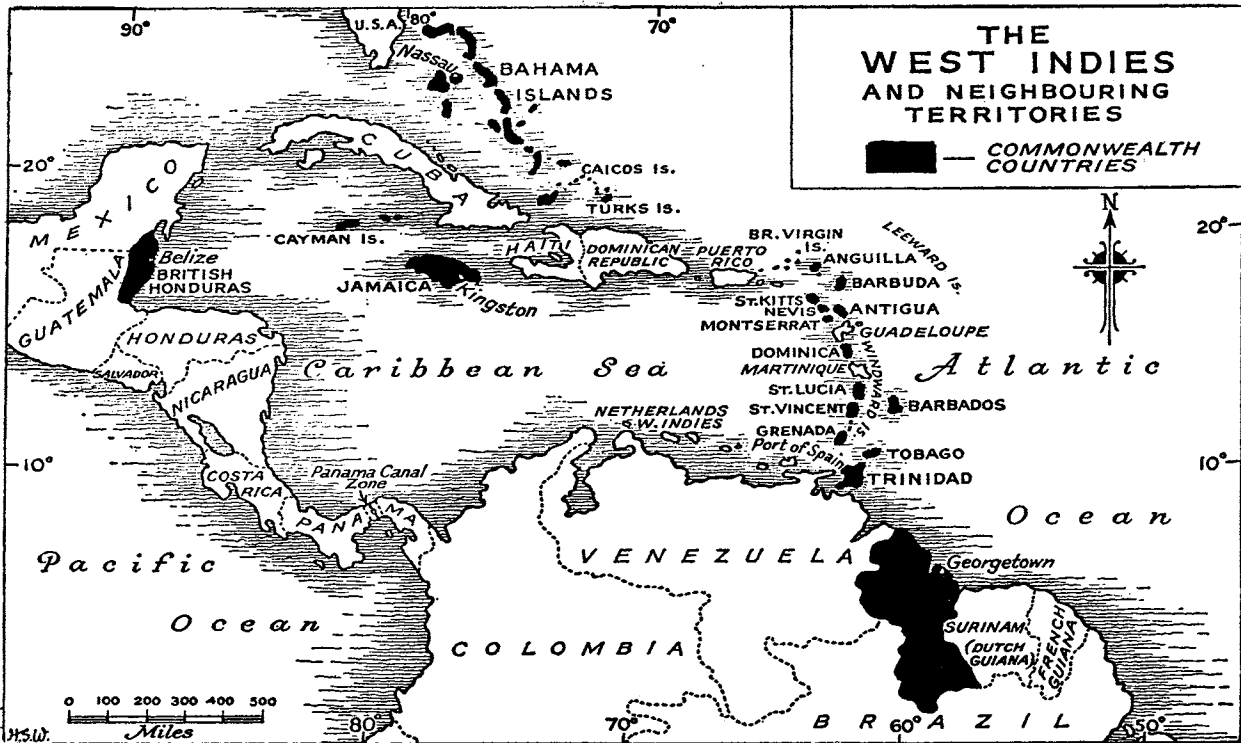 THE
WEST INDIES
AND NEIGHBOURING
TERRITORIES
— COMMONWEALTH
COUNTRIES
90°
U.S.A.
80°
70°
Nassau
BAHAMA
ISLANDS
20°
CUBA
CAICOS IS.
TURKS IS.
N
20°
MEXICO
CAYMAN IS.
HAITI
DOMINICAN
REPUBLIC
PUERTO
RICO
BR. VIRGIN
IS.
LEEWARD IS.
ANGUILLA
Belize
BRITISH
HONDURAS
GUATEMALA
JAMAICA
Kingston
BARBUDA
ST. KITTS
NEVIS
ANTIGUA
MONTSERRAT
GUADELOUPE
HONDURAS
SALVADOR
NICARAGUA
Caribbean Sea
DOMINICA
MARTINIQUE
WINDWARD IS
Atlantic
ST. LUCIA
ST. VINCENT
BARBADOS
GRENADA
NETHERLANDS
W. INDIES
Port of Spain
TOBAGO
TRINIDAD
10°
10°
COSTA
RICA
Panama Canal
Zone
PANAMA
Ocean
Pacific
Ocean
VENEZUELA
Georgetown
COLOMBIA
SURINAM
(DUTCH
GUIANA)
FRENCH
GUIANA
BRAZIL
0 100 200 300 400 500
Miles
H.S.W.
80°
70°
60°
50°